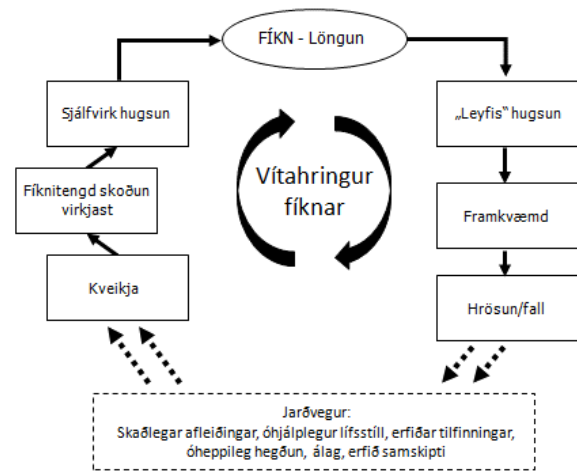 FÍKN - Löngun
Sjálfvirk hugsun
„Leyfis“ hugsun
Vítahringur
fíknar
Fíknitengd skoðun
virkjast
Framkvæmd
Kveikja
Hrösun/fall
Jarðvegur:
Skaðlegar afleiðingar, óhjálplegur lífsstíll, erfiðar tilfinningar,
óheppileg hegðun, álag, erfið samskipti